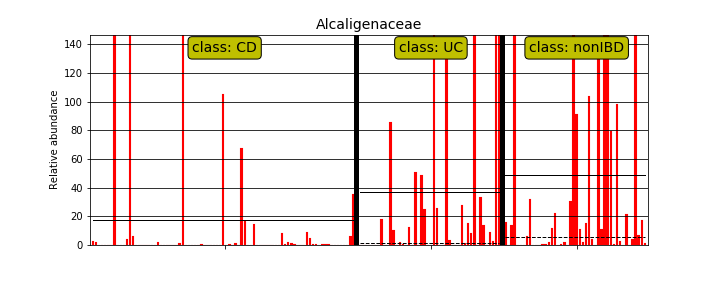 Alcaligenaceae
class: CD
class: UC
class: nonIBD
140
120
100
80
60
40
20
0
Relative abundance